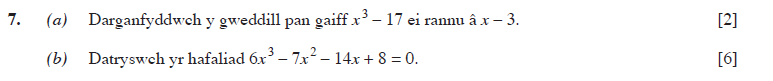 7. (a) Darganfyddwch y gweddill pan gaiff x³ – 17 ei rannu â x – 3. [2]
(b) Datryswch yr hafaliad 6x³ – 7x² – 14x + 8 = 0. [6]